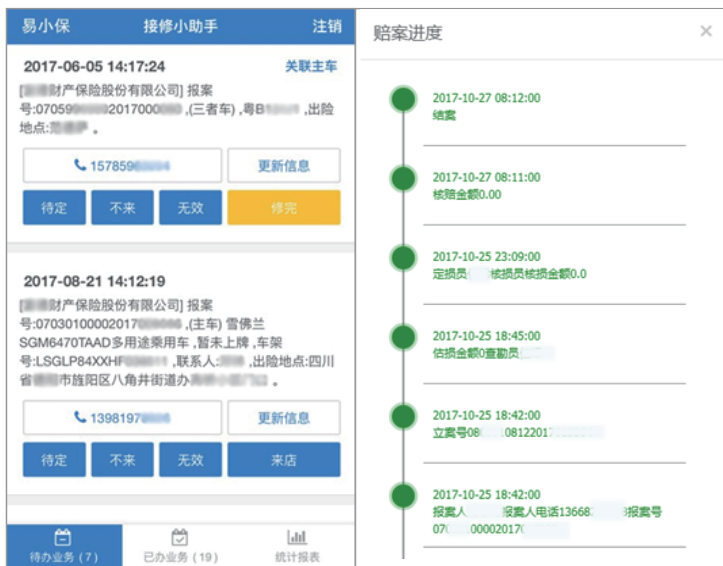 易小保 接修小助手 注销
2017-06-05 14:17:24 关联主车
财产保险股份有限公司] 报案
号:07059 2017000 ,(三者车) ,粤B ,出险
地点: 。
157859 更新信息
待定 不来 无效 修完
2017-08-21 14:12:19
财产保险股份有限公司] 报案
号:07030100002017 ,(主车) 雪佛兰
SGM6470TAAD多用途乘用车 ,暂未上牌 ,车架
号:LSGLP84XXHF ,联系人: ,出险地点:四川
省 市旌阳区八角井街道办 。
1398197 更新信息
待定 不来 无效 来店
待办业务 (7) 已办业务 (19) 统计报表
赔案进度 ×
2017-10-27 08:12:00
结案
2017-10-27 08:11:00
核赔金额0.00
2017-10-25 23:09:00
定损员 核损员核损金额0.0
2017-10-25 18:45:00
估损金额0查勘员
2017-10-25 18:42:00
立案号08 0812201
2017-10-25 18:42:00
报案人 报案人电话13668 报案号
07 00002017